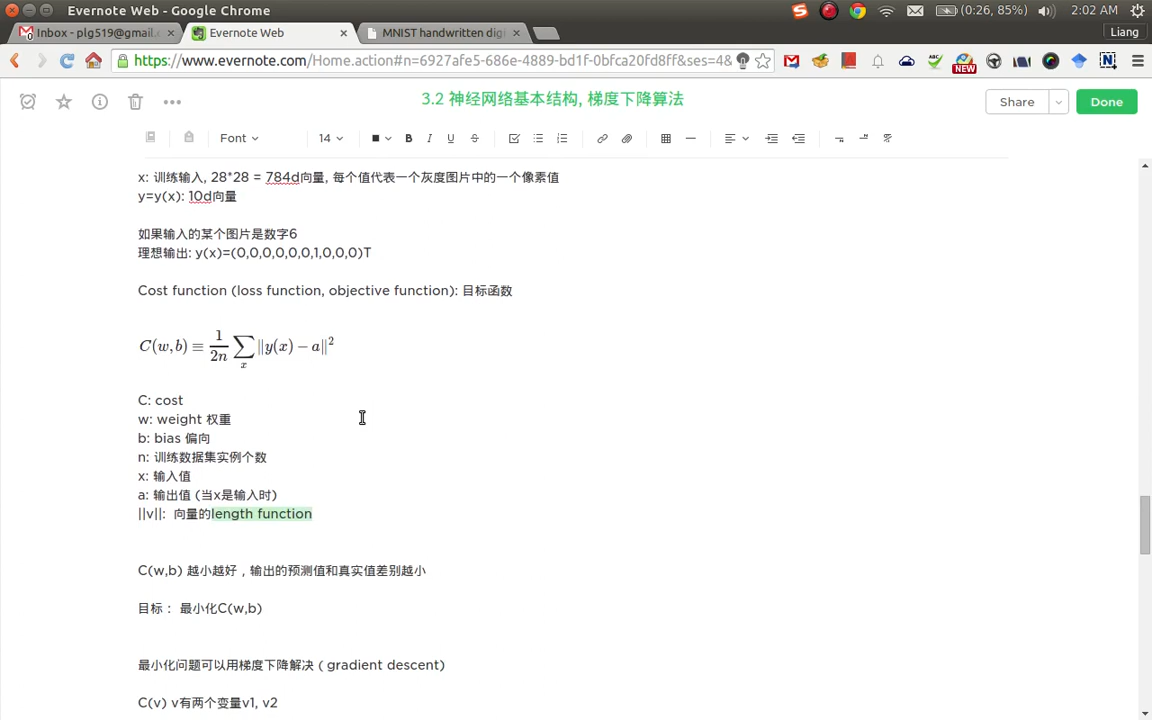 Evernote Web - Google Chrome
(0:26, 85%)
2:02 AM
Inbox - plg519@gmail.
Evernote Web
MNIST handwritten dig
Liang
https://www.evernote.com/Home.action#n=6927afe5-686e-4889-bd1f-0bfca20fd8ff&ses=4&
NEW
3.2 神经网络基本结构, 梯度下降算法
Share
Done
Font
14
B I U S
x: 训练输入, 28*28 = 784d向量, 每个值代表一个灰度图片中的一个像素值
y=y(x): 10d向量
如果输入的某个图片是数字6
理想输出: y(x)=(0,0,0,0,0,0,1,0,0,0)T
Cost function (loss function, objective function): 目标函数
C(w,b) ≡ 1/2n ∑x ‖y(x) − a‖²
C: cost
w: weight 权重
b: bias 偏向
n: 训练数据集实例个数
x: 输入值
a: 输出值 (当x是输入时)
||v||: 向量的length function
C(w,b) 越小越好，输出的预测值和真实值差别越小
目标： 最小化C(w,b)
最小化问题可以用梯度下降解决（gradient descent)
C(v) v有两个变量v1, v2